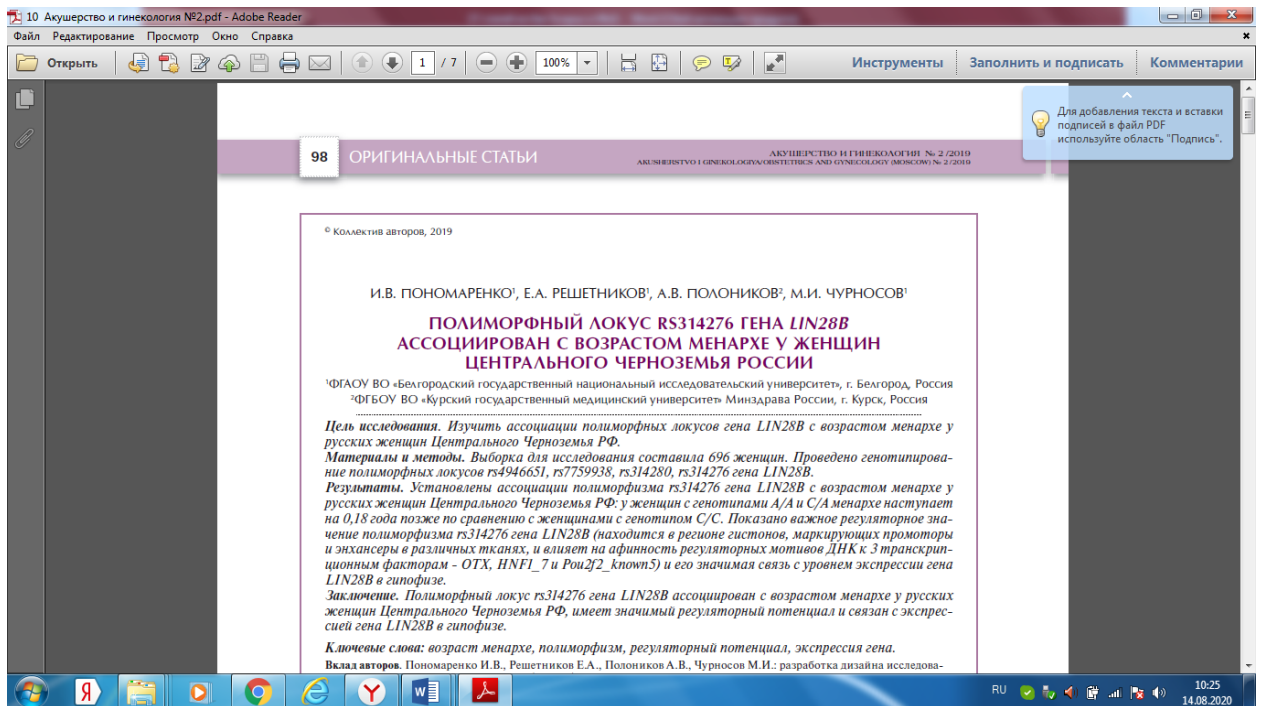 10 Акушерство и гинекология №2.pdf - Adobe Reader
Файл Редактирование Просмотр Окно Справка
Открыть 1 / 7 100% Инструменты Заполнить и подписать Комментарии
Для добавления текста и вставки
подписей в файл PDF
используйте область "Подпись".
98 ОРИГИНАЛЬНЫЕ СТАТЬИ
АКУШЕРСТВО И ГИНЕКОЛОГИЯ № 2 /2019
AKUSHERSTVO I GINEKOLOGIYA/OBSTETRICS AND GYNECOLOGY (MOSCOW) № 2 /2019
© Коллектив авторов, 2019
И.В. ПОНОМАРЕНКО¹, Е.А. РЕШЕТНИКОВ¹, А.В. ПОЛОНИКОВ², М.И. ЧУРНОСОВ¹
ПОЛИМОРФНЫЙ ЛОКУС RS314276 ГЕНА LIN28B
АССОЦИИРОВАН С ВОЗРАСТОМ МЕНАРХЕ У ЖЕНЩИН
ЦЕНТРАЛЬНОГО ЧЕРНОЗЕМЬЯ РОССИИ
¹ФГАОУ ВО «Белгородский государственный национальный исследовательский университет», г. Белгород, Россия
²ФГБОУ ВО «Курский государственный медицинский университет» Минздрава России, г. Курск, Россия
Цель исследования. Изучить ассоциации полиморфных локусов гена LIN28B с возрастом менархе у
русских женщин Центрального Черноземья РФ.
Материалы и методы. Выборка для исследования составила 696 женщин. Проведено генотипирова-
ние полиморфных локусов rs4946651, rs7759938, rs314280, rs314276 гена LIN28B.
Результаты. Установлены ассоциации полиморфизма rs314276 гена LIN28B с возрастом менархе у
русских женщин Центрального Черноземья РФ: у женщин с генотипами А/А и С/А менархе наступает
на 0,18 года позже по сравнению с женщинами с генотипом С/С. Показано важное регуляторное зна-
чение полиморфизма rs314276 гена LIN28B (находится в регионе гистонов, маркирующих промоторы
и энхансеры в различных тканях, и влияет на афинность регуляторных мотивов ДНК к 3 транскрип-
ционным факторам - OTX, HNF1_7 и Pou2f2_known5) и его значимая связь с уровнем экспрессии гена
LIN28B в гипофизе.
Заключение. Полиморфный локус rs314276 гена LIN28B ассоциирован с возрастом менархе у русских
женщин Центрального Черноземья РФ, имеет значимый регуляторный потенциал и связан с экспрес-
сией гена LIN28B в гипофизе.
Ключевые слова: возраст менархе, полиморфизм, регуляторный потенциал, экспрессия гена.
Вклад авторов. Пономаренко И.В., Решетников Е.А., Полоников А.В., Чурносов М.И.: разработка дизайна исследова-
RU 10:25
14.08.2020